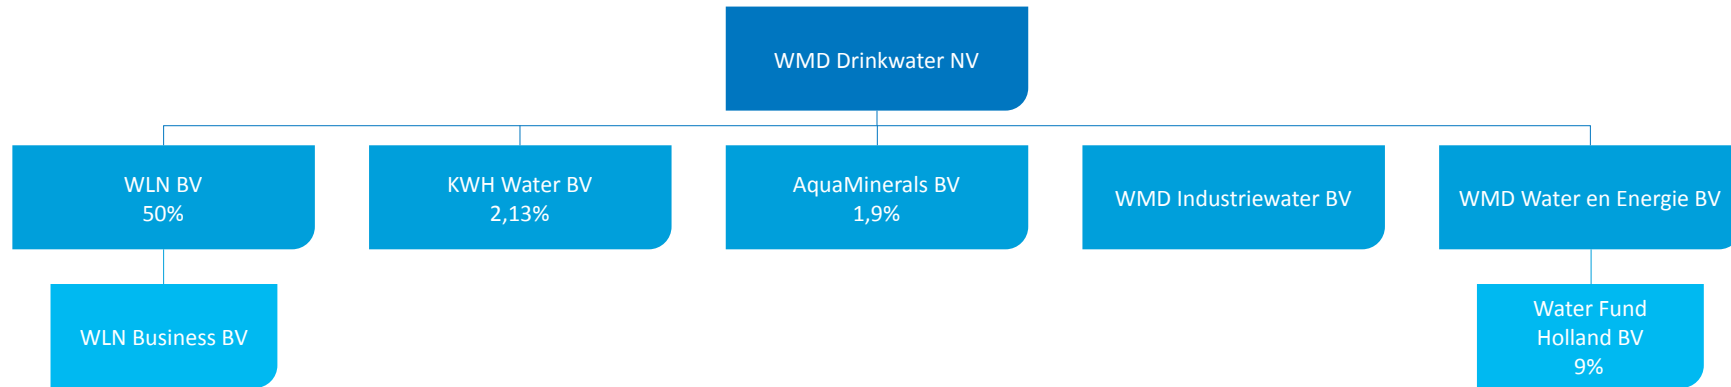 WMD Drinkwater NV
WLN BV
50%
KWH Water BV
2,13%
AquaMinerals BV
1,9%
WMD Industriewater BV
WMD Water en Energie BV
WLN Business BV
Water Fund
Holland BV
9%